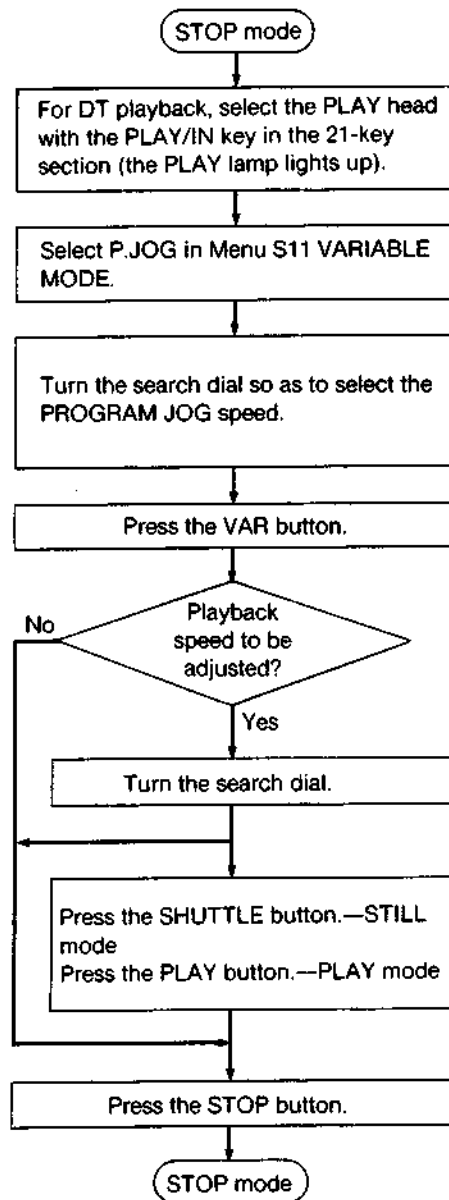 STOP mode
For DT playback, select the PLAY head
with the PLAY/IN key in the 21-key
section (the PLAY lamp lights up).
Select P.JOG in Menu S11 VARIABLE
MODE.
Turn the search dial so as to select the
PROGRAM JOG speed.
Press the VAR button.
Playback
speed to be
adjusted?
No
Yes
Turn the search dial.
Press the SHUTTLE button.—STILL
mode
Press the PLAY button.—PLAY mode
Press the STOP button.
STOP mode